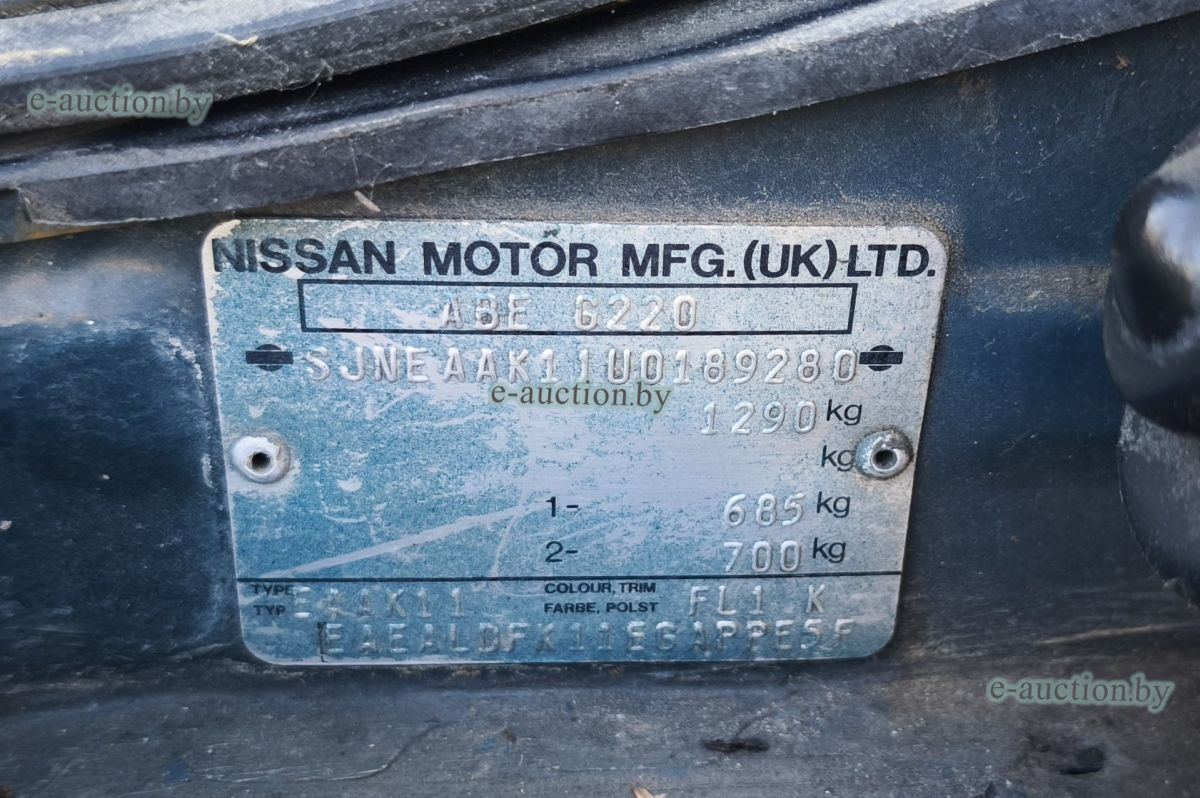 e-auction.by
NISSAN MOTOR MFG. (UK) LTD.
ABE G220
SJNEAAK11U0189280
e-auction.by
1290 kg
kg
1- 685 kg
2- 700 kg
TYPE COLOUR, TRIM
TYP EAAK11 FARBE, POLST FL1 K
EAEALDFK11EGAPPE5F
e-auction.by